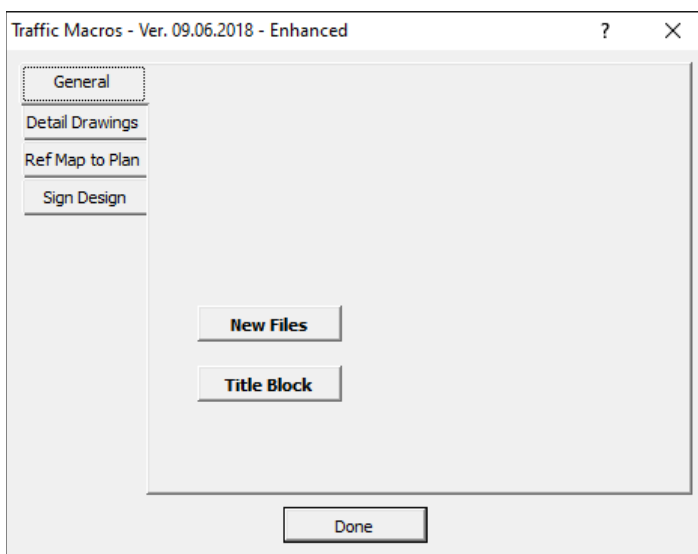 Traffic Macros - Ver. 09.06.2018 - Enhanced
?
General
Detail Drawings
Ref Map to Plan
Sign Design
New Files
Title Block
Done